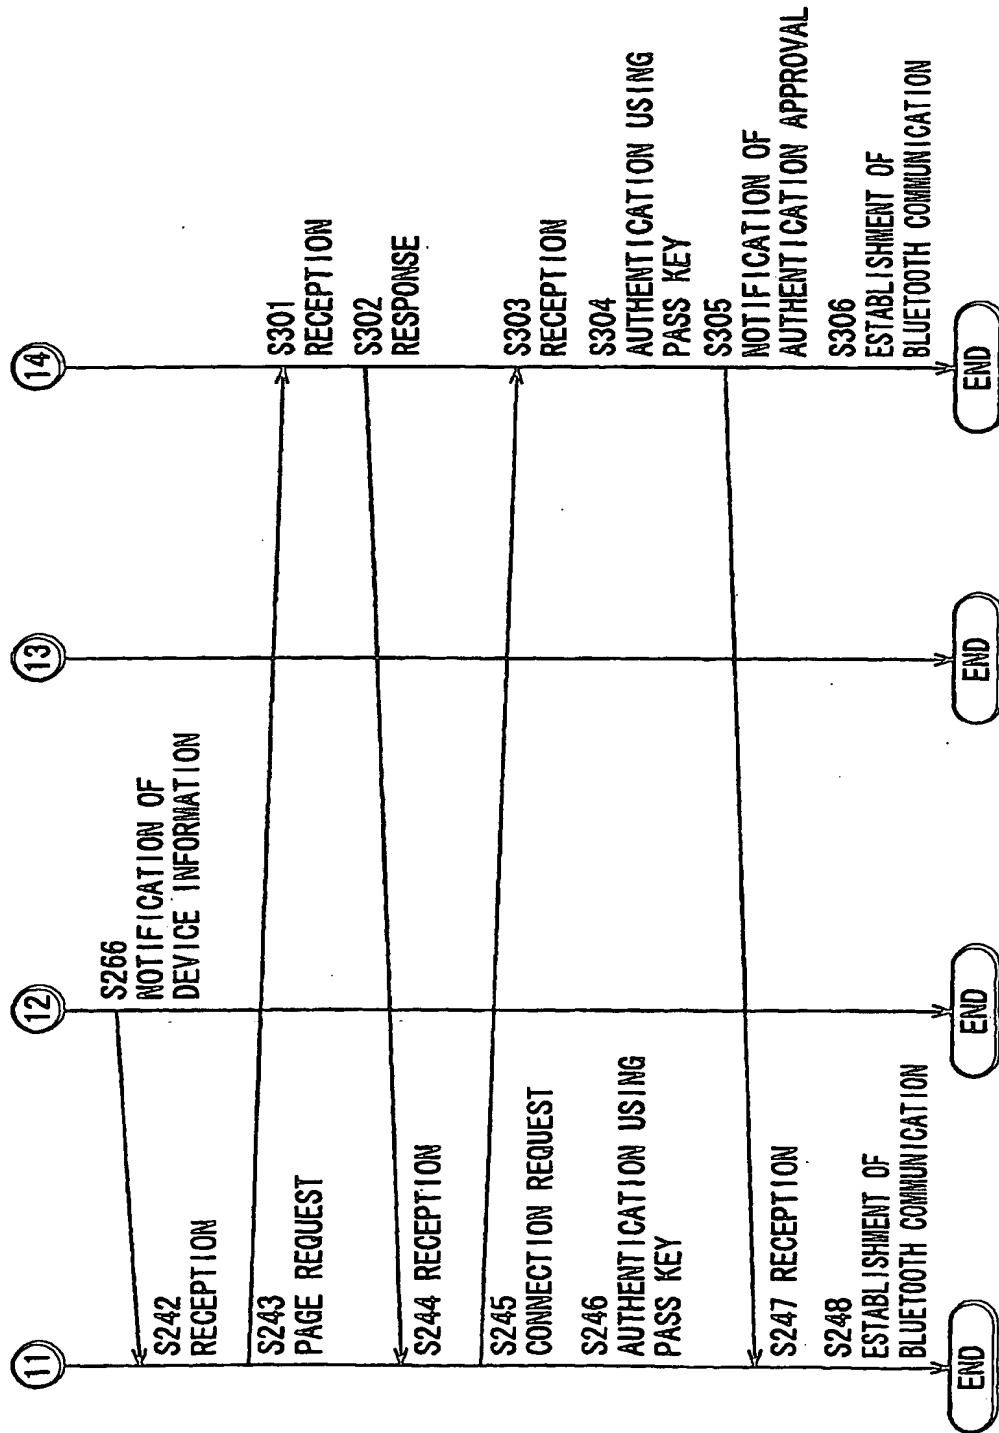 11
12
13
14
S266
NOTIFICATION OF
DEVICE INFORMATION
S242
RECEPTION
S243
PAGE REQUEST
S301
RECEPTION
S302
RESPONSE
S244 RECEPTION
S245
CONNECTION REQUEST
S303
RECEPTION
S246
AUTHENTICATION USING
PASS KEY
S304
AUTHENTICATION USING
PASS KEY
S305
NOTIFICATION OF
AUTHENTICATION APPROVAL
S247 RECEPTION
S248
ESTABLISHMENT OF
BLUETOOTH COMMUNICATION
S306
ESTABLISHMENT OF
BLUETOOTH COMMUNICATION
END
END
END
END